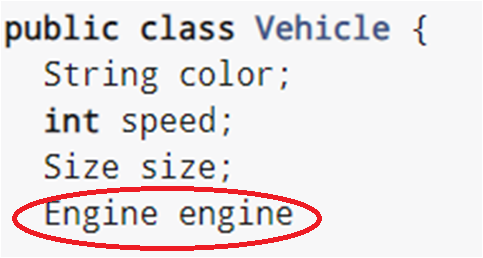 public class Vehicle {
String color;
int speed;
Size size;
Engine engine